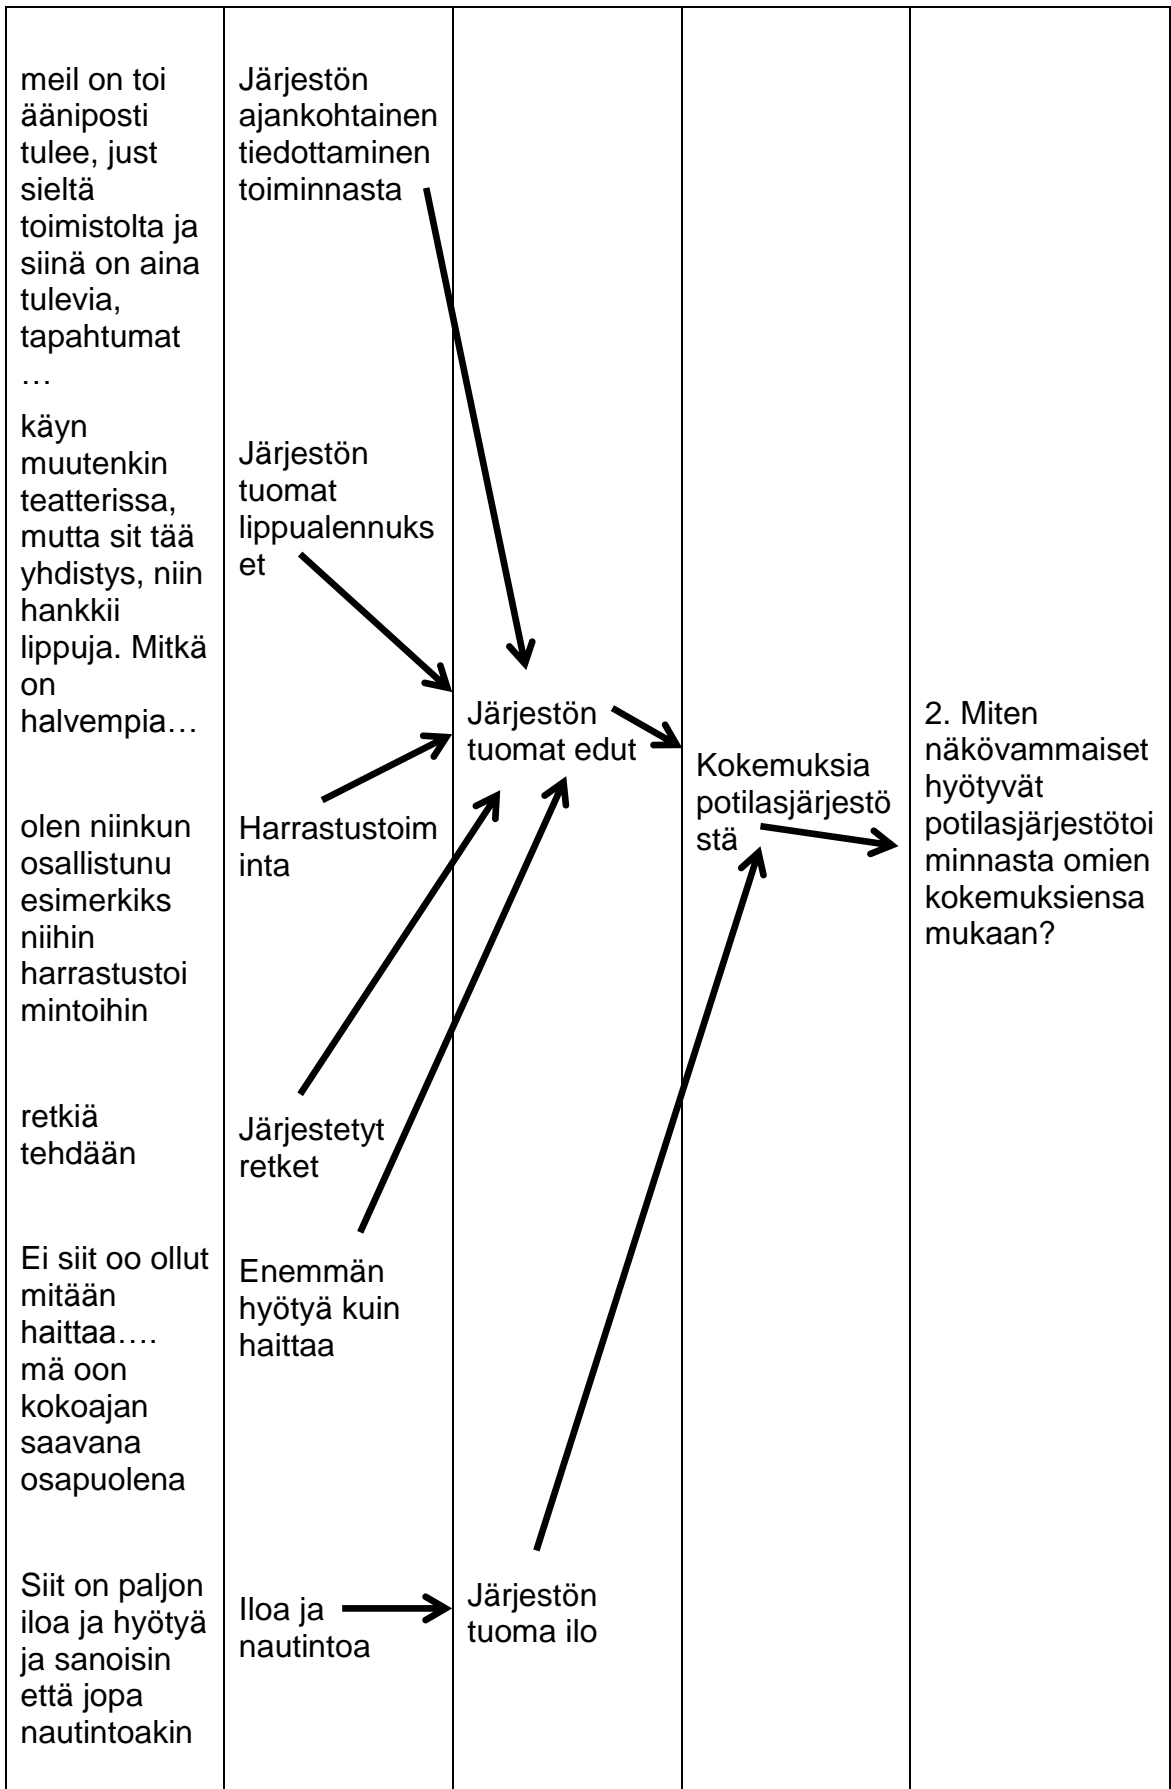 meil on toi
ääniposti
tulee, just
sieltä
toimistolta ja
siinä on aina
tulevia,
tapahtumat
…
käyn
muutenkin
teatterissa,
mutta sit tää
yhdistys, niin
hankkii
lippuja. Mitkä
on
halvempia…
olen niinkun
osallistunu
esimerkiks
niihin
harrastustoi
mintoihin
retkiä
tehdään
Ei siit oo ollut
mitään
haittaa….
mä oon
kokoajan
saavana
osapuolena
Siit on paljon
iloa ja hyötyä
ja sanoisin
että jopa
nautintoakin
Järjestön
ajankohtainen
tiedottaminen
toiminnasta
Järjestön
tuomat
lippualennuks
et
Harrastustoim
inta
Järjestetyt
retket
Enemmän
hyötyä kuin
haittaa
Iloa ja
nautintoa
Järjestön
tuomat edut
Järjestön
tuoma ilo
Kokemuksia
potilasjärjestö
stä
2. Miten
näkövammaiset
hyötyvät
potilasjärjestötoi
minnasta omien
kokemuksiensa
mukaan?